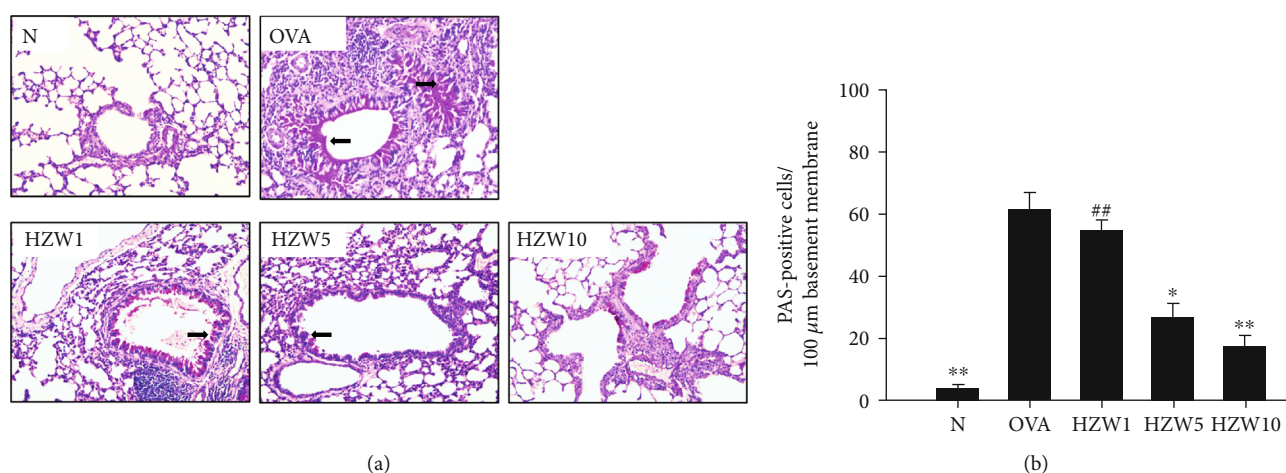 N
OVA
HZW1
HZW5
HZW10
(a)
PAS-positive cells/
100 μm basement membrane
100
80
60
40
20
0
**
##
*
**
N
OVA
HZW1
HZW5
HZW10
(b)